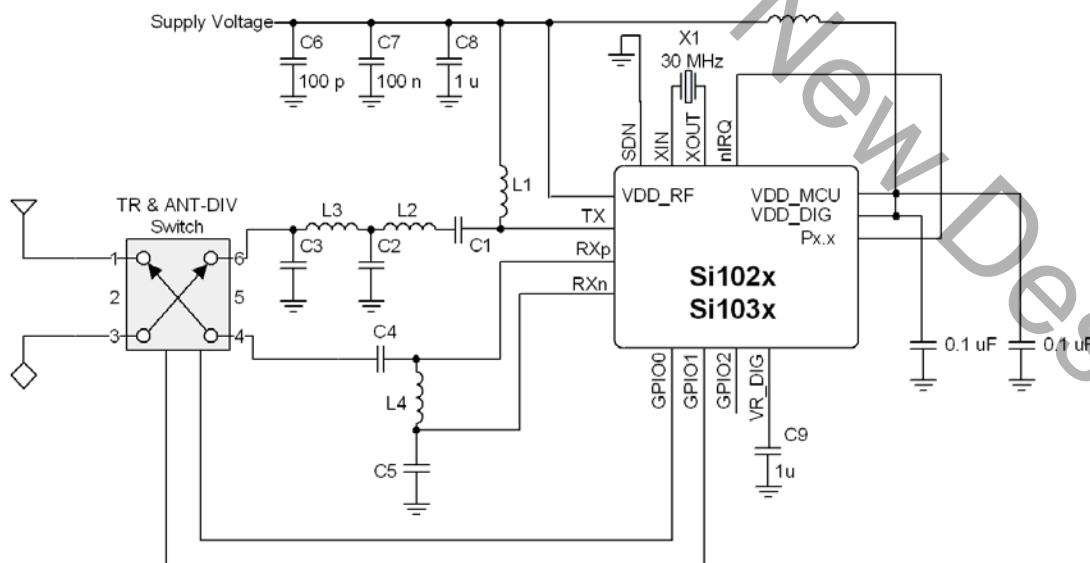 Supply Voltage
C6
100 p
C7
100 n
C8
1 u
X1
30 MHz
SDN
XIN
XOUT
nIRQ
L1
VDD_RF
VDD_MCU
VDD_DIG
Px.x
TX
RXp
RXn
Si102x
Si103x
TR & ANT-DIV
Switch
1
2
3
6
5
4
L3
L2
C3
C2
C1
C4
L4
C5
GPIO0
GPIO1
GPIO2
VR_DIG
C9
1u
0.1 uF
0.1 uF
New Des